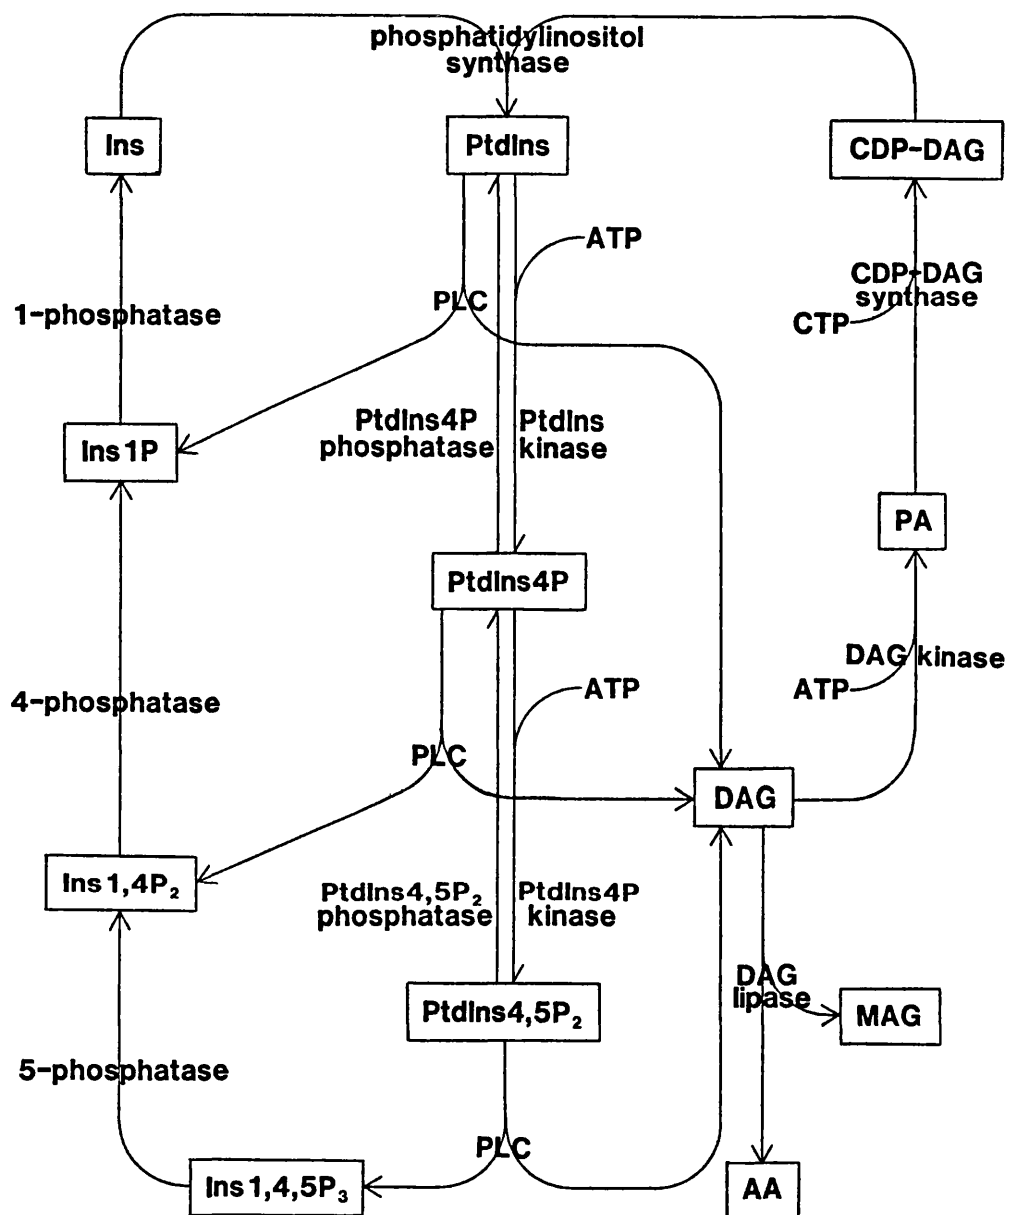 phosphatidylinositol
synthase
Ins
PtdIns
CDP-DAG
ATP
CDP-DAG
synthase
CTP
PLC
1-phosphatase
PtdIns4P
phosphatase
PtdIns
kinase
Ins1P
PA
PtdIns4P
DAG kinase
ATP
ATP
4-phosphatase
PLC
DAG
Ins1,4P₂
PtdIns4,5P₂
phosphatase
PtdIns4P
kinase
DAG
lipase
MAG
PtdIns4,5P₂
5-phosphatase
PLC
Ins1,4,5P₃
AA